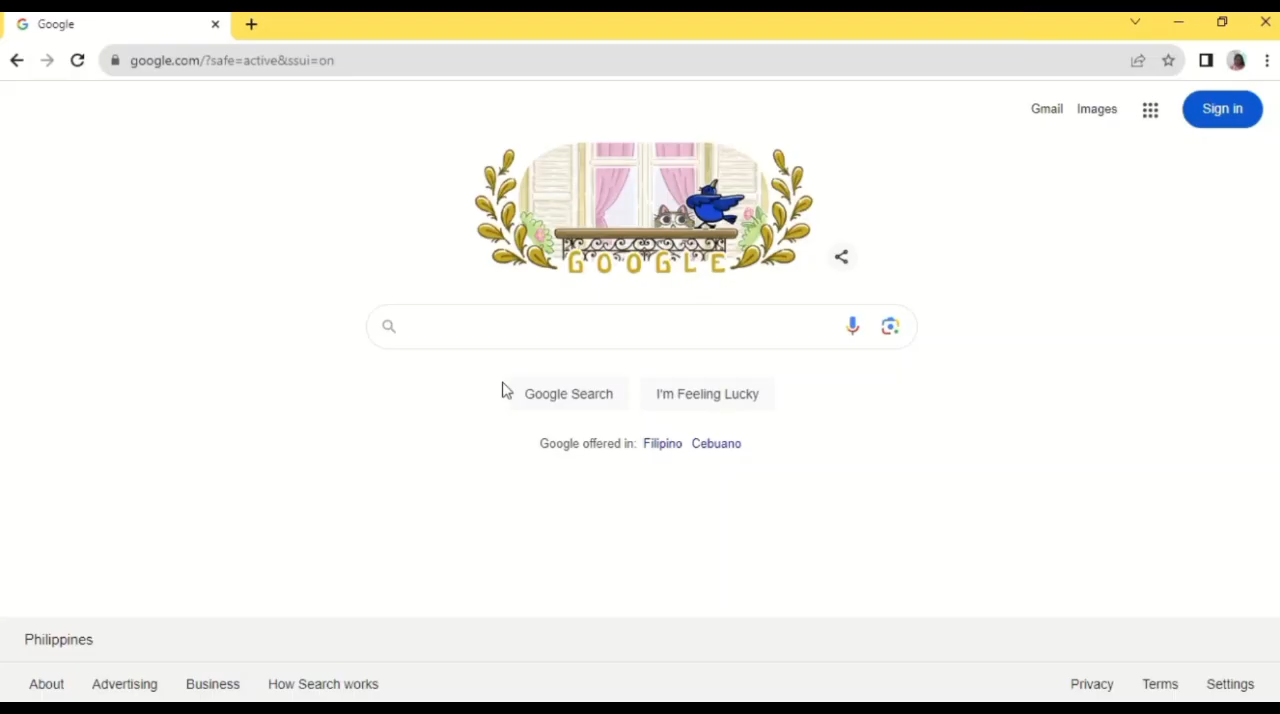 Google
google.com/?safe=active&ssui=on
Gmail Images Sign in
GOOGLE
Google Search I'm Feeling Lucky
Google offered in: Filipino Cebuano
Philippines
About Advertising Business How Search works Privacy Terms Settings